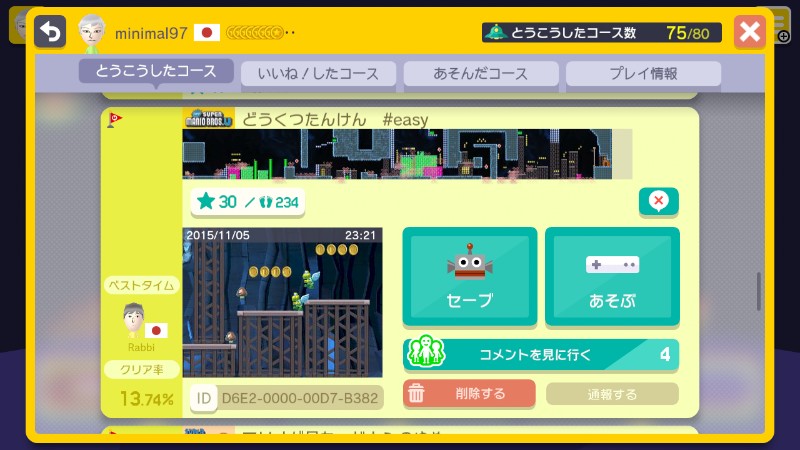 minimal97
とうこうしたコース数 75/80
とうこうしたコース
いいね！したコース
あそんだコース
プレイ情報
SUPER MARIO BROS. U
どうくつたんけん #easy
30 / 234
2015/11/05 23:21
ベストタイム
Rabbi
クリア率
13.74%
セーブ
あそぶ
コメントを見に行く 4
ID D6E2-0000-00D7-B382
削除する
通報する